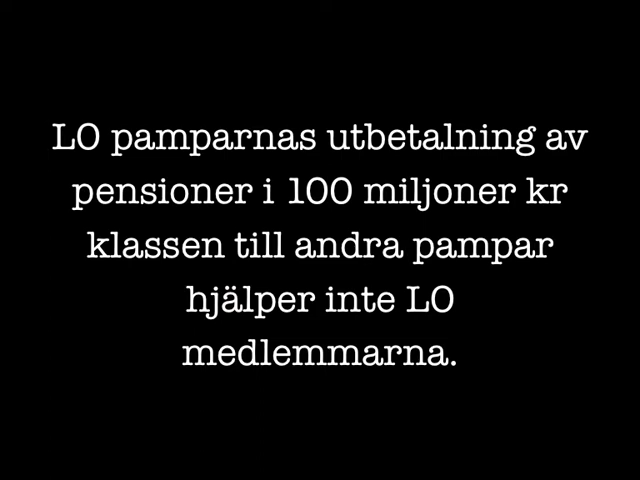 LO pamparnas utbetalning av
pensioner i 100 miljoner kr
klassen till andra pampar
hjälper inte LO
medlemmarna.